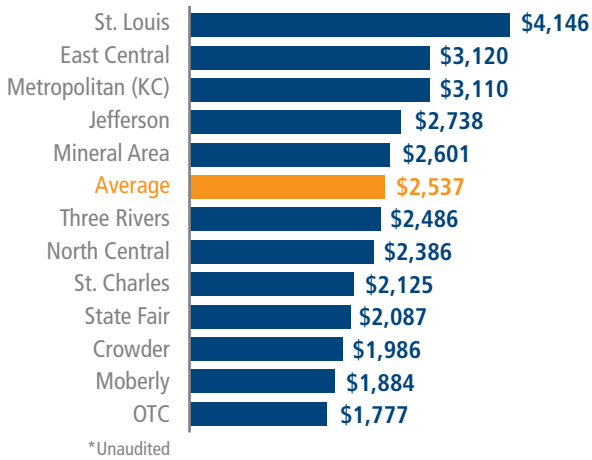 St. Louis $4,146
East Central $3,120
Metropolitan (KC) $3,110
Jefferson $2,738
Mineral Area $2,601
Average $2,537
Three Rivers $2,486
North Central $2,386
St. Charles $2,125
State Fair $2,087
Crowder $1,986
Moberly $1,884
OTC $1,777
*Unaudited